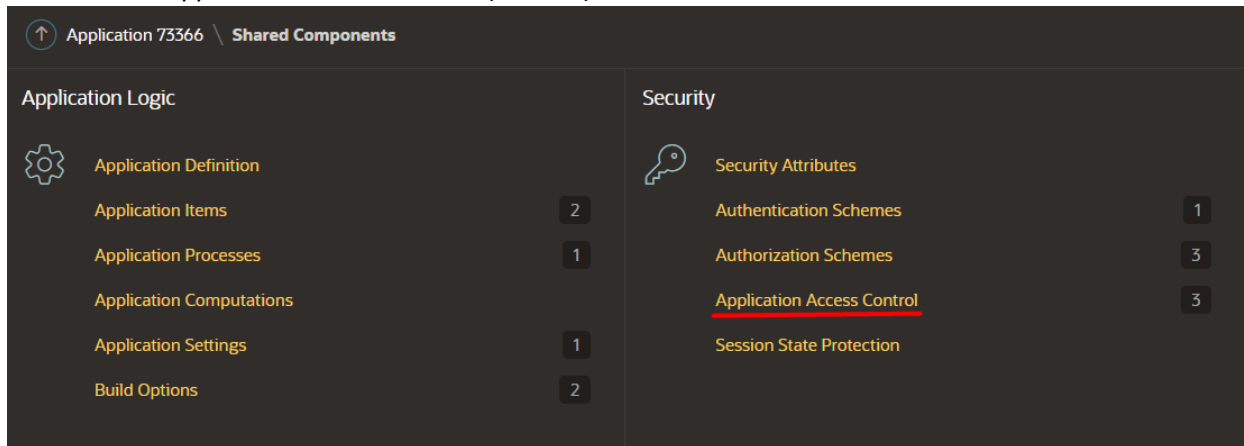 Application 73366 \ Shared Components
Application Logic
Application Definition
Application Items 2
Application Processes 1
Application Computations
Application Settings 1
Build Options 2
Security
Security Attributes
Authentication Schemes 1
Authorization Schemes 3
Application Access Control 3
Session State Protection